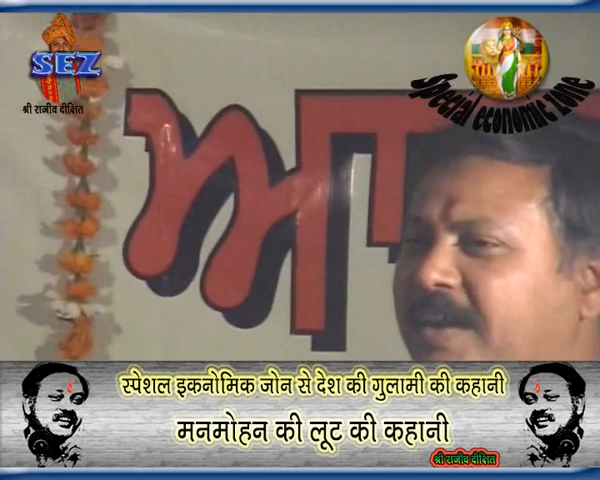 SEZ
श्री राजीव दीक्षित
Special economic zone
ਆ
स्पेशल इकनोमिक जोन से देश की गुलामी की कहानी
मनमोहन की लूट की कहानी
श्री राजीव दीक्षित